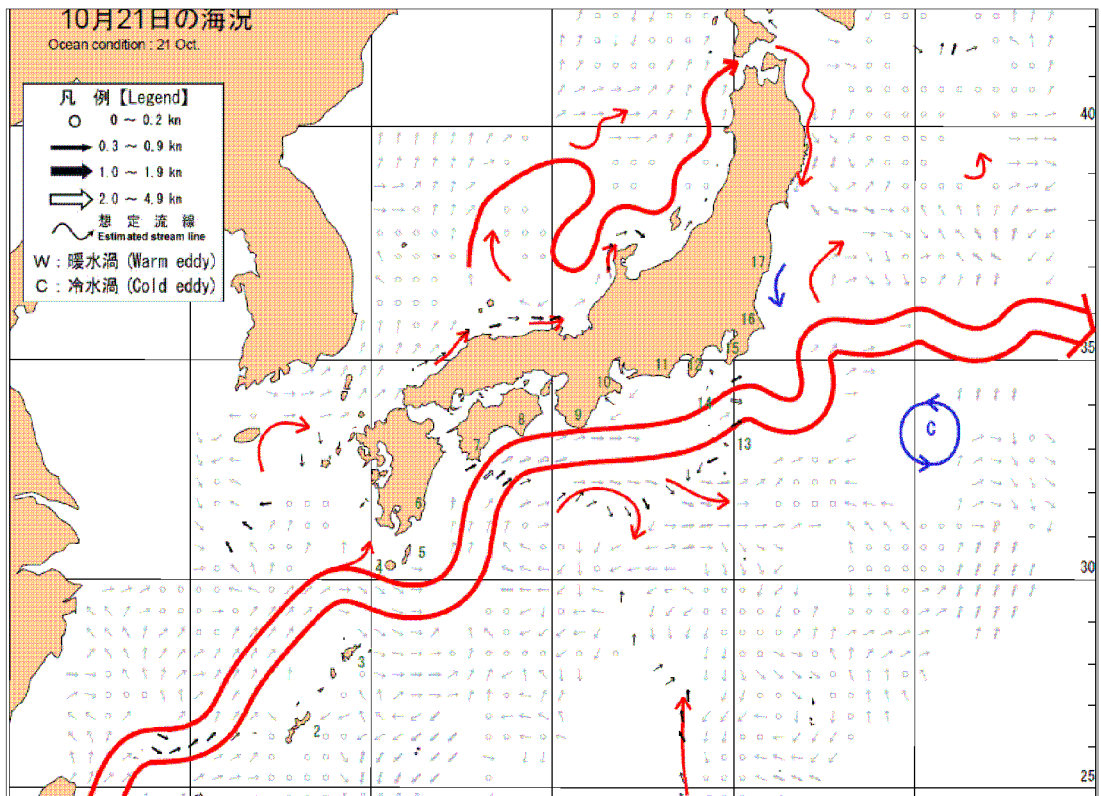 10月21日の海況
Ocean condition : 21 Oct.
凡 例【Legend】
0 ～ 0.2 kn
0.3 ～ 0.9 kn
1.0 ～ 1.9 kn
2.0 ～ 4.9 kn
想 定 流 線
Estimated stream line
W : 暖水渦 (Warm eddy)
C : 冷水渦 (Cold eddy)
40
17
16
35
15
12
11
10
14
9
8
7
C
13
6
5
4
30
3
2
25